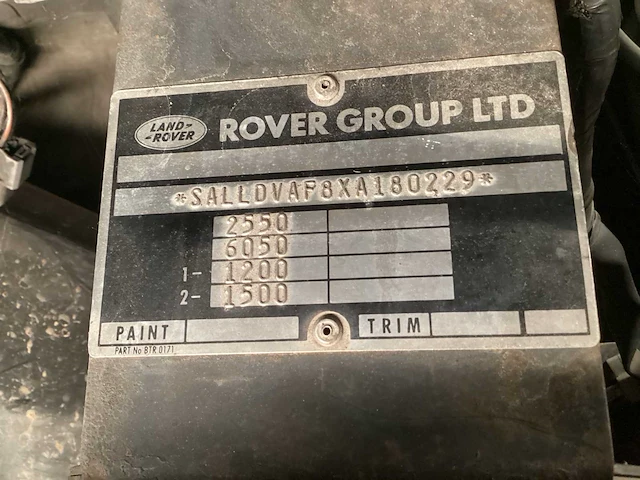 LAND-
-ROVER
ROVER GROUP LTD
*SALLDVAF8XA180229*
2550
6050
1- 1200
2- 1500
PAINT TRIM
PART No BTR 0171